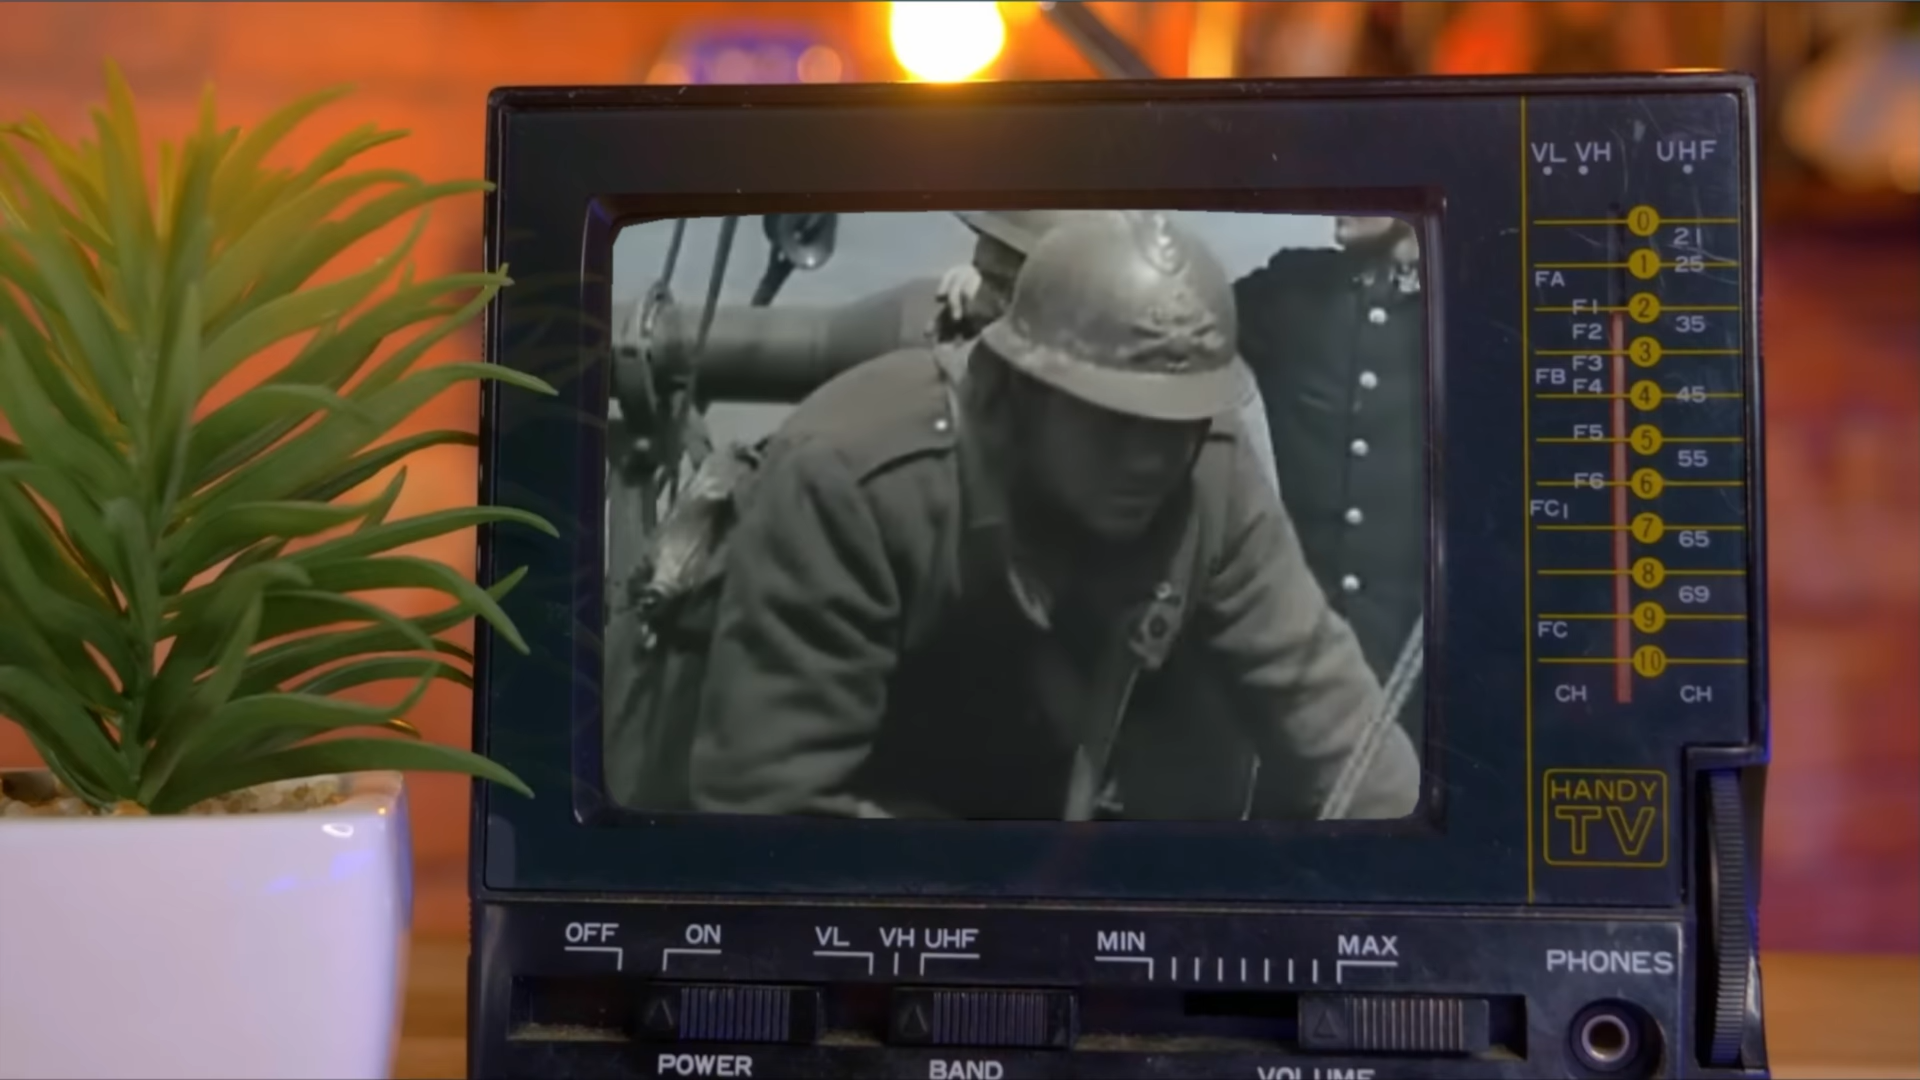 VL VH UHF
0
21
1
25
FA
F1
2
35
F2
3
F3
FB
F4
4
45
F5
5
55
F6
6
FC1
7
65
8
69
9
FC
10
CH CH
HANDY
TV
OFF ON
VL VH UHF
MIN MAX
PHONES
POWER
BAND
VOLUME